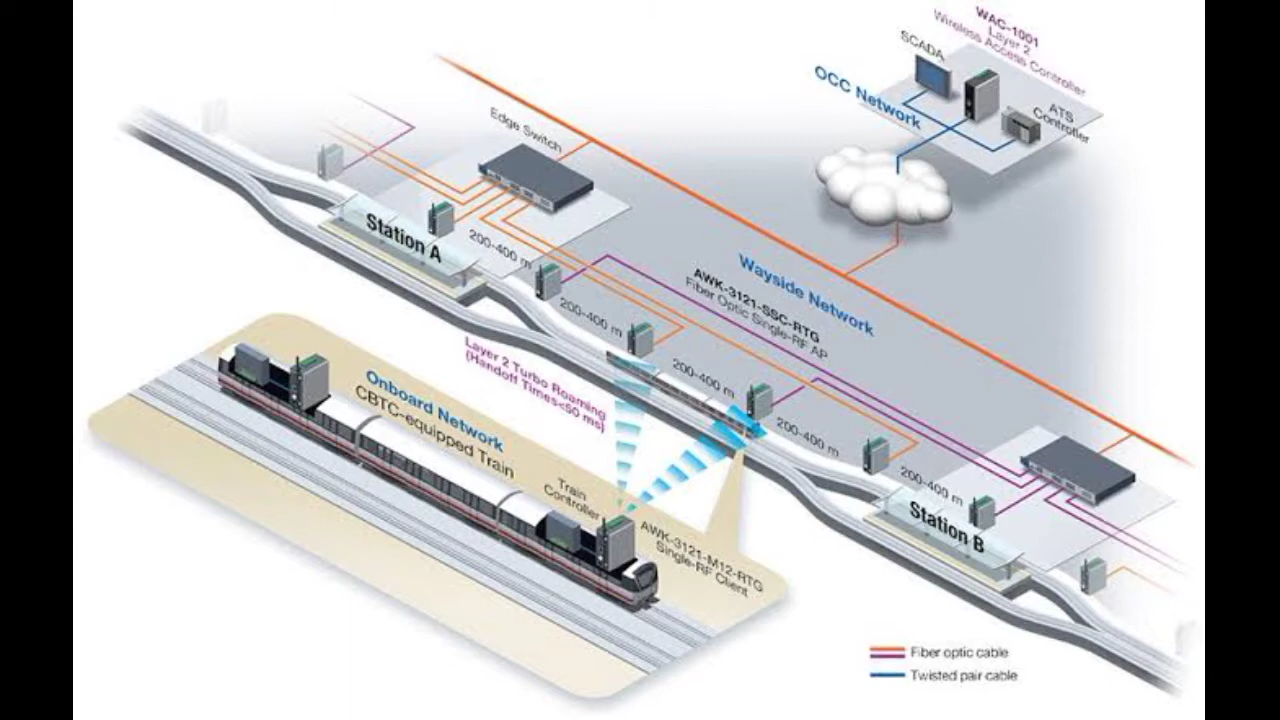 WAC-1001
Layer 2
Wireless Access Controller
SCADA
OCC Network
ATS
Controller
Edge Switch
Station A
200-400 m
Wayside Network
AWK-3121-SSC-RTG
Fiber Optic Single-RF AP
200-400 m
Layer 2 Turbo Roaming
(Handoff Times<50 ms)
200-400 m
Onboard Network
CBTC-equipped Train
200-400 m
200-400 m
Train
Controller
Station B
AWK-3121-M12-RTG
Single-RF Client
Fiber optic cable
Twisted pair cable